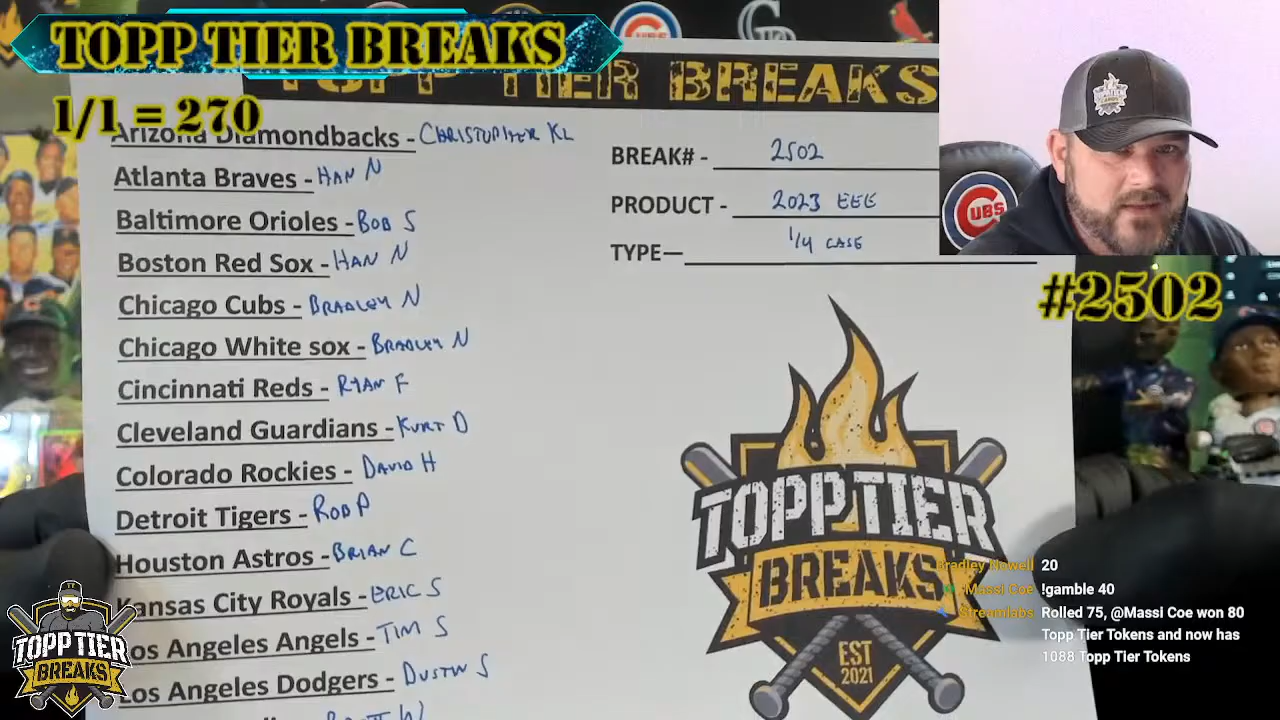 TOPP TIER BREAKS
1/1 = 270
TOPP TIER BREAKS
Arizona Diamondbacks - CHRISTOPHER KL
Atlanta Braves - HAN N
Baltimore Orioles - BOB S
Boston Red Sox - HAN N
Chicago Cubs - BRADLEY N
Chicago White sox - BRADLEY N
Cincinnati Reds - RYAN F
Cleveland Guardians - KURT D
Colorado Rockies - DAVID H
Detroit Tigers - ROB P
Houston Astros - BRIAN C
Kansas City Royals - ERIC S
Los Angeles Angels - TIM S
Los Angeles Dodgers - DUSTIN S
BREAK# - 2502
PRODUCT - 2023 EEE
TYPE— 1/4 CASE
TOPP TIER
BREAKS
EST
2021
CUBS
TOPP TIER
#2502
CUBS
Bradley Nowell 20
Massi Coe !gamble 40
Streamlabs Rolled 75, @Massi Coe won 80
Topp Tier Tokens and now has
1088 Topp Tier Tokens
TT
TOPP TIER
BREAKS